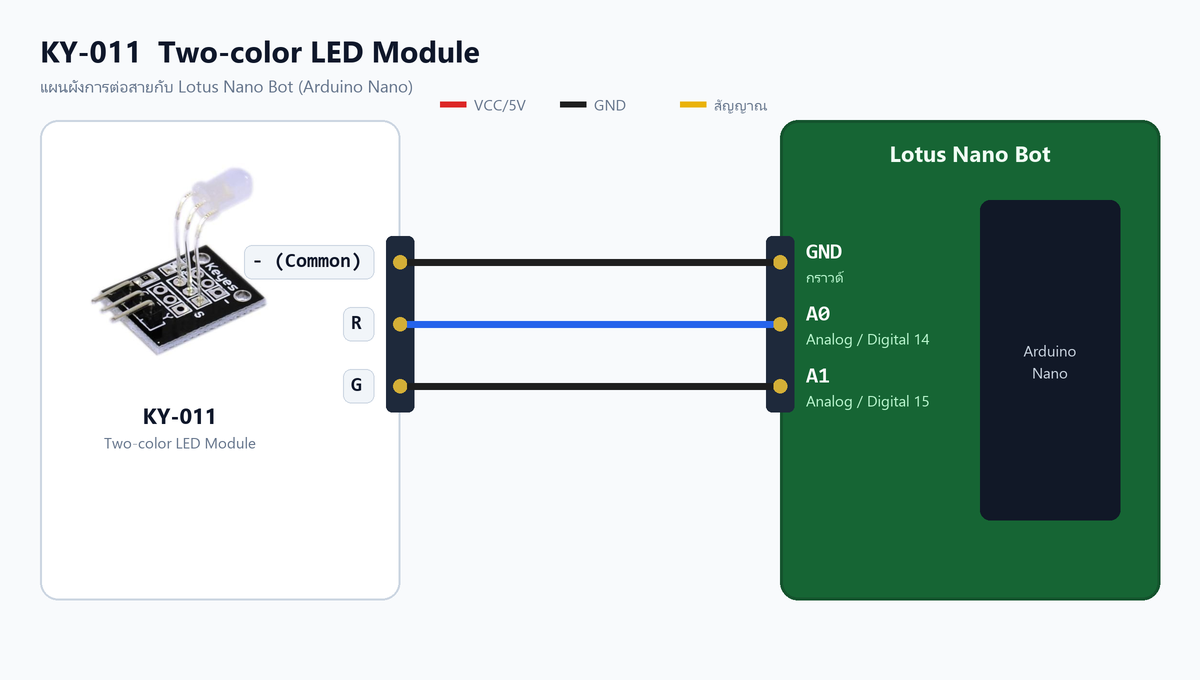 KY-011 Two-color LED Module
แผนผังการต่อสายกับ Lotus Nano Bot (Arduino Nano)
VCC/5V
GND
สัญญาณ
Lotus Nano Bot
Keyes
- (Common)
R
G
-
S
Y
GND
กราวด์
A0
Analog / Digital 14
A1
Analog / Digital 15
Arduino
Nano
KY-011
Two-color LED Module